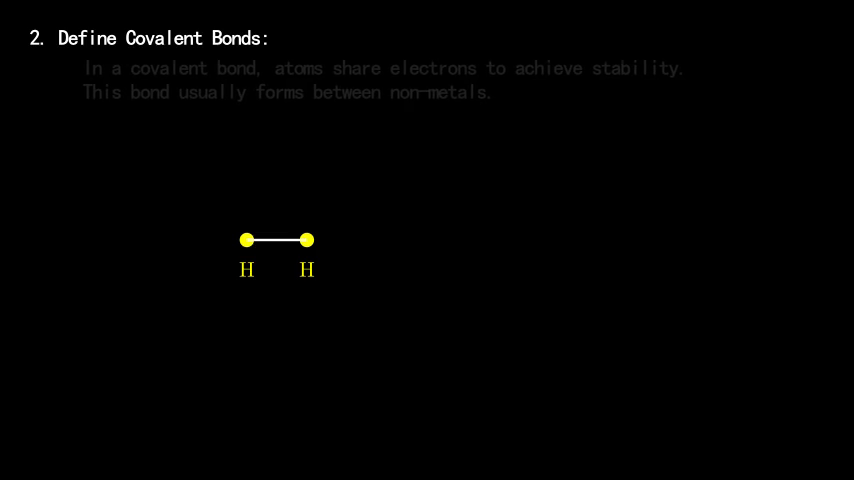 2. Define Covalent Bonds:
In a covalent bond, atoms share electrons to achieve stability.
This bond usually forms between non-metals.
H H